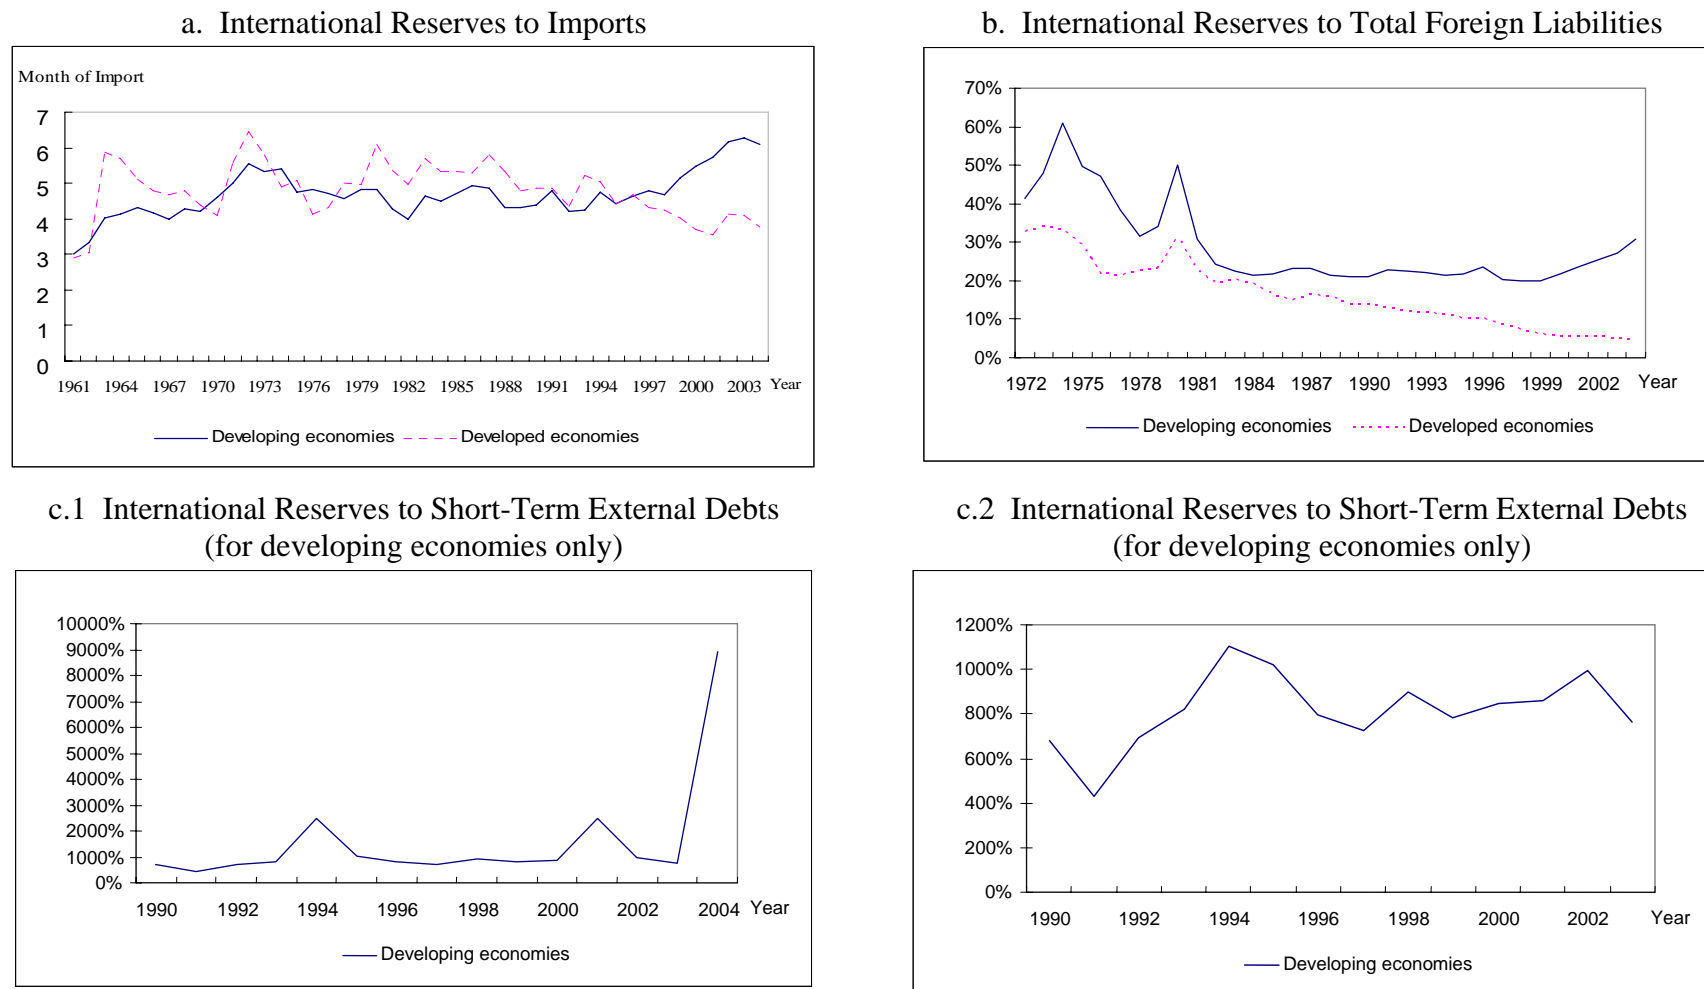 a. International Reserves to Imports
Month of Import
7
6
5
4
3
2
1
0
1961 1964 1967 1970 1973 1976 1979 1982 1985 1988 1991 1994 1997 2000 2003 Year
Developing economies Developed economies
b. International Reserves to Total Foreign Liabilities
70%
60%
50%
40%
30%
20%
10%
0%
1972 1975 1978 1981 1984 1987 1990 1993 1996 1999 2002 Year
Developing economies Developed economies
c.1 International Reserves to Short-Term External Debts
(for developing economies only)
10000%
9000%
8000%
7000%
6000%
5000%
4000%
3000%
2000%
1000%
0%
1990 1992 1994 1996 1998 2000 2002 2004 Year
Developing economies
c.2 International Reserves to Short-Term External Debts
(for developing economies only)
1200%
1000%
800%
600%
400%
200%
0%
1990 1992 1994 1996 1998 2000 2002 Year
Developing economies